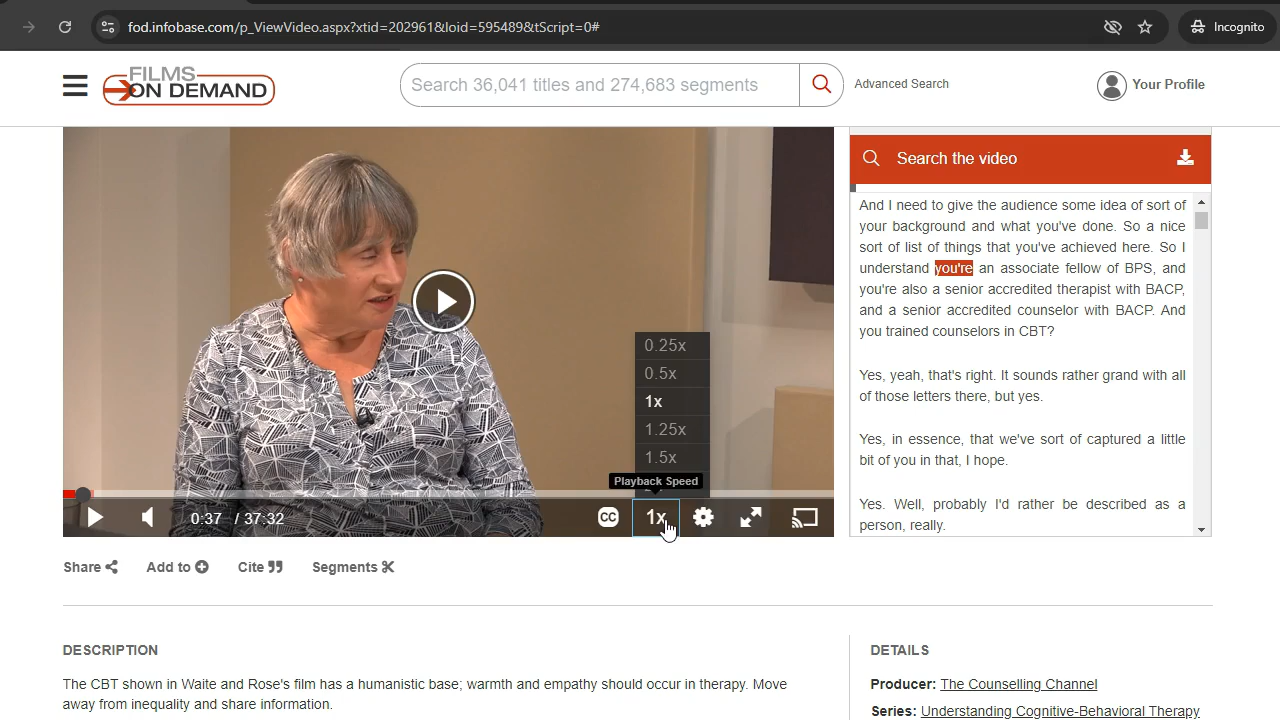 fod.infobase.com/p_ViewVideo.aspx?xtid=202961&loid=595489&tScript=0#
Incognito
FILMS
ON DEMAND
Search 36,041 titles and 274,683 segments
Advanced Search
Your Profile
Search the video
And I need to give the audience some idea of sort of
your background and what you've done. So a nice
sort of list of things that you've achieved here. So I
understand you're an associate fellow of BPS, and
you're also a senior accredited therapist with BACP,
and a senior accredited counselor with BACP. And
you trained counselors in CBT?
Yes, yeah, that's right. It sounds rather grand with all
of those letters there, but yes.
Yes, in essence, that we've sort of captured a little
bit of you in that, I hope.
Yes. Well, probably I'd rather be described as a
person, really.
0.25x
0.5x
1x
1.25x
1.5x
Playback Speed
0:37 / 37:32
CC
1x
Share
Add to
Cite
Segments
DESCRIPTION
The CBT shown in Waite and Rose's film has a humanistic base; warmth and empathy should occur in therapy. Move
away from inequality and share information.
DETAILS
Producer: The Counselling Channel
Series: Understanding Cognitive-Behavioral Therapy